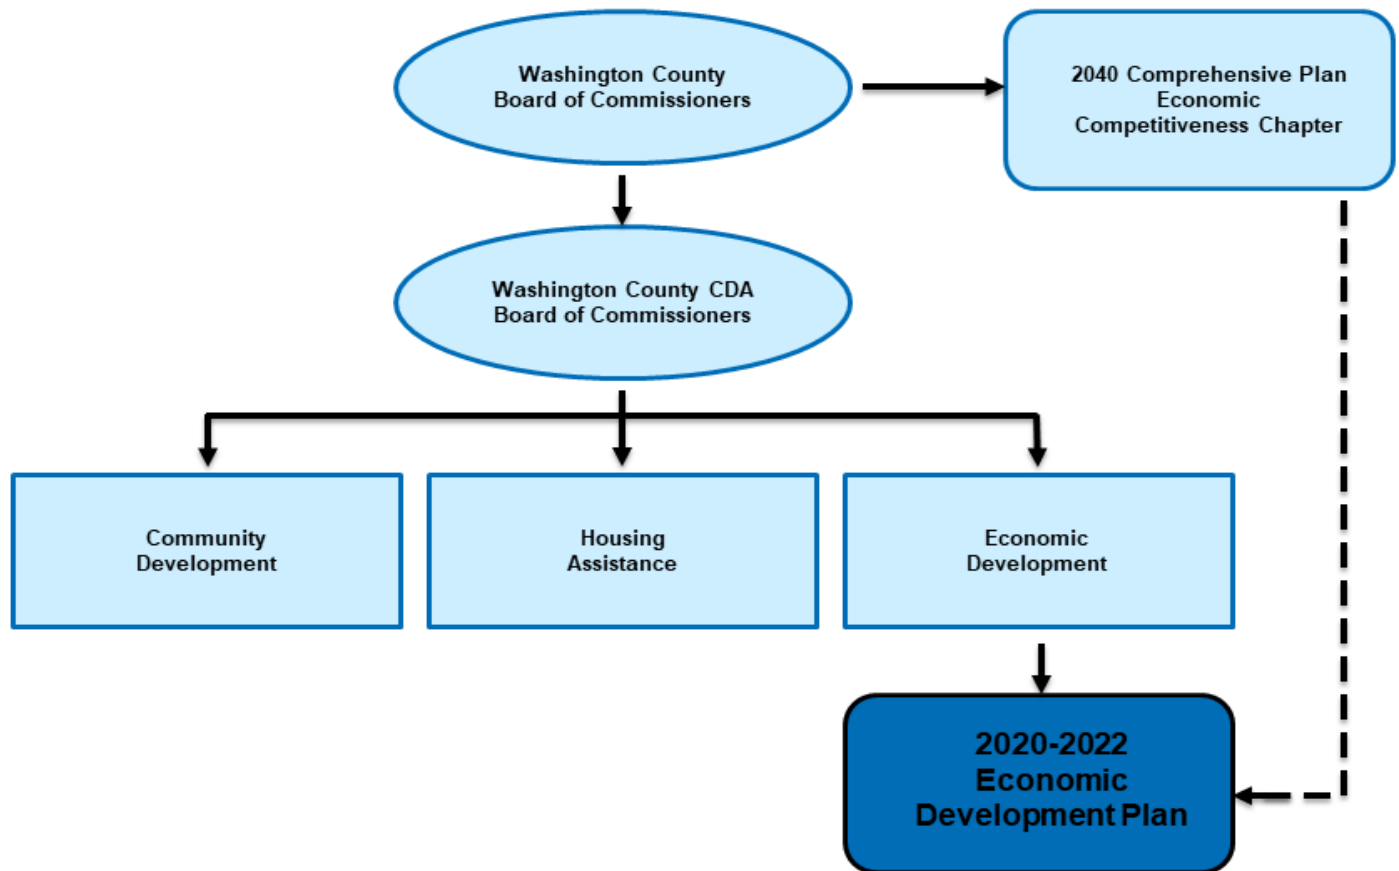 Washington County
Board of Commissioners
2040 Comprehensive Plan
Economic
Competitiveness Chapter
Washington County CDA
Board of Commissioners
Community
Development
Housing
Assistance
Economic
Development
2020-2022
Economic
Development Plan